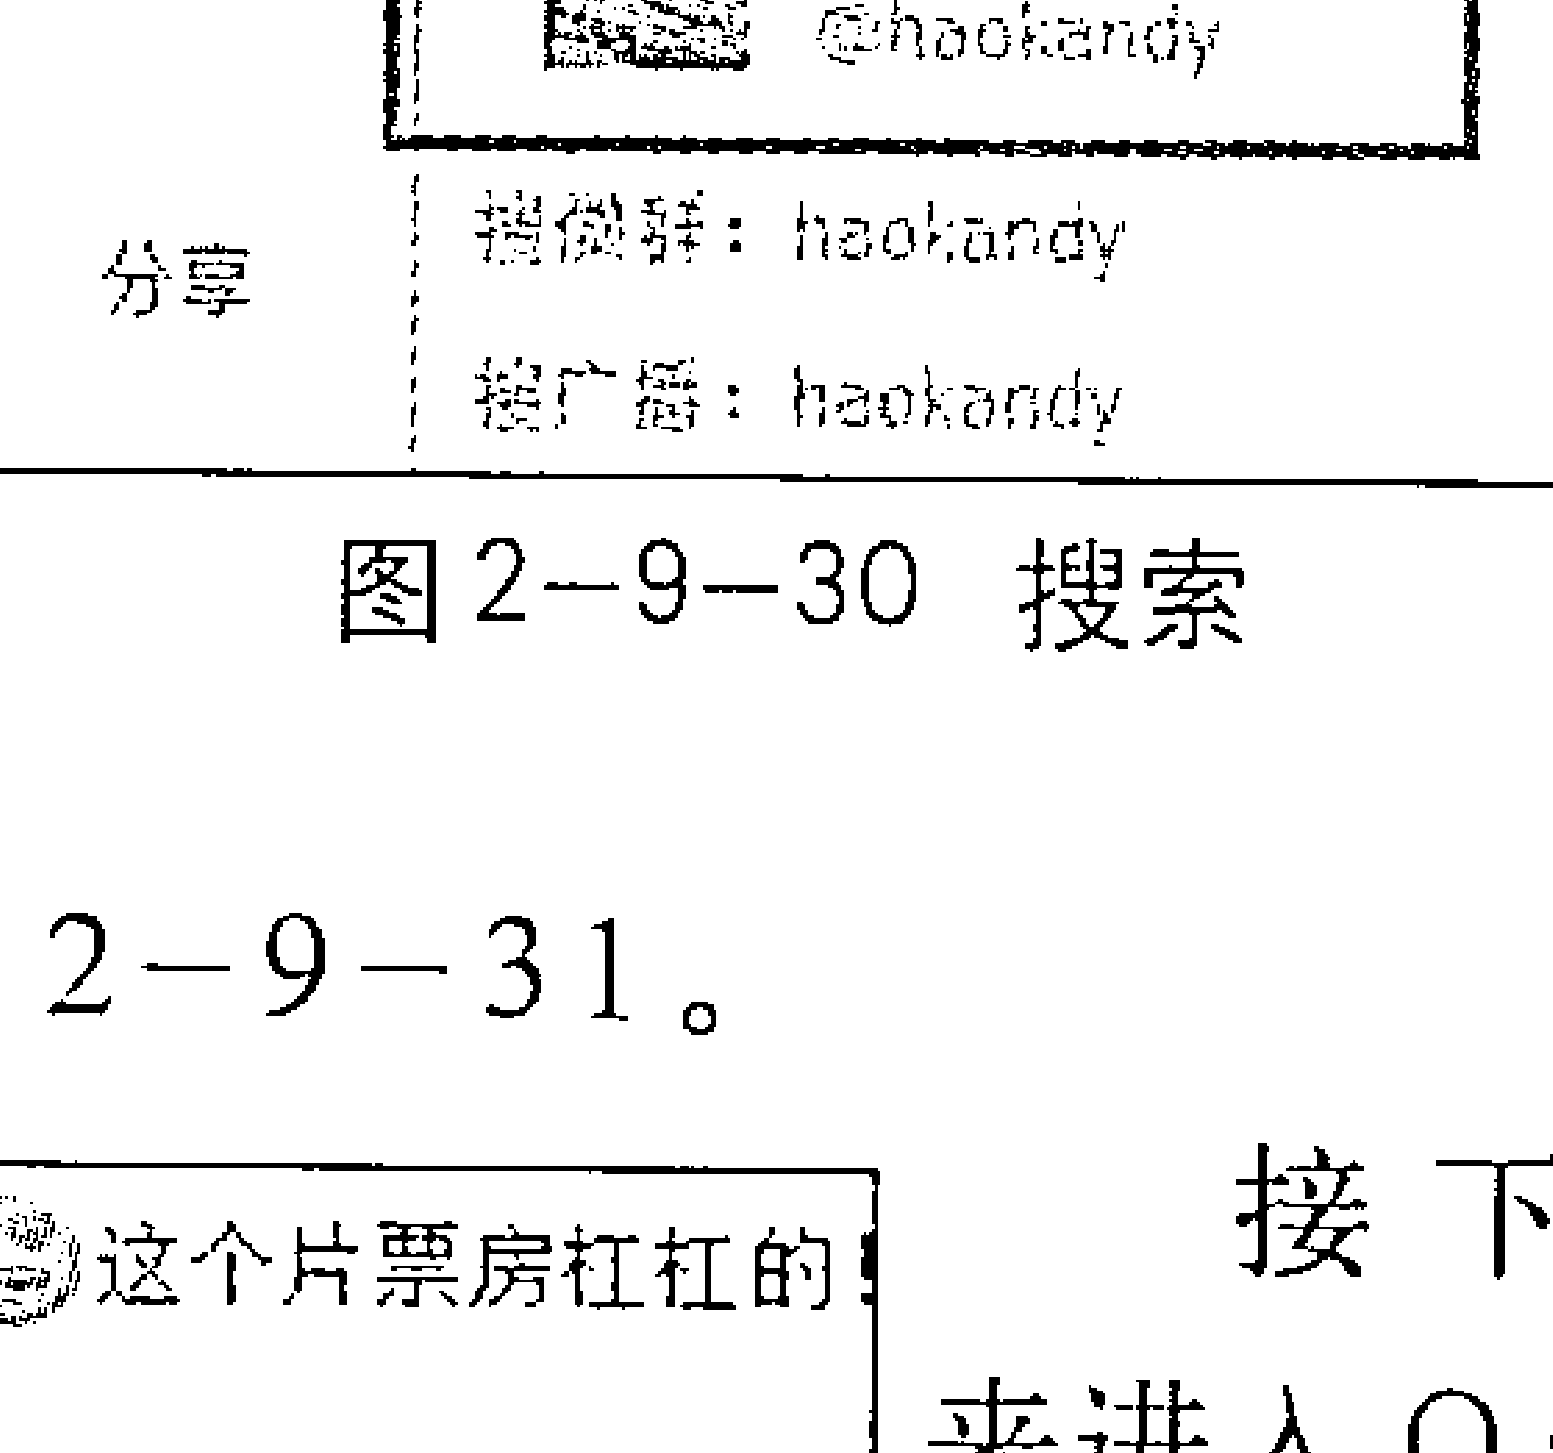 @haokandy
搜微群：haokandy
分享
搜广播：haokandy
图2-9-30 搜索
2-9-31。
这个片票房杠杠的
接下
来进入Q